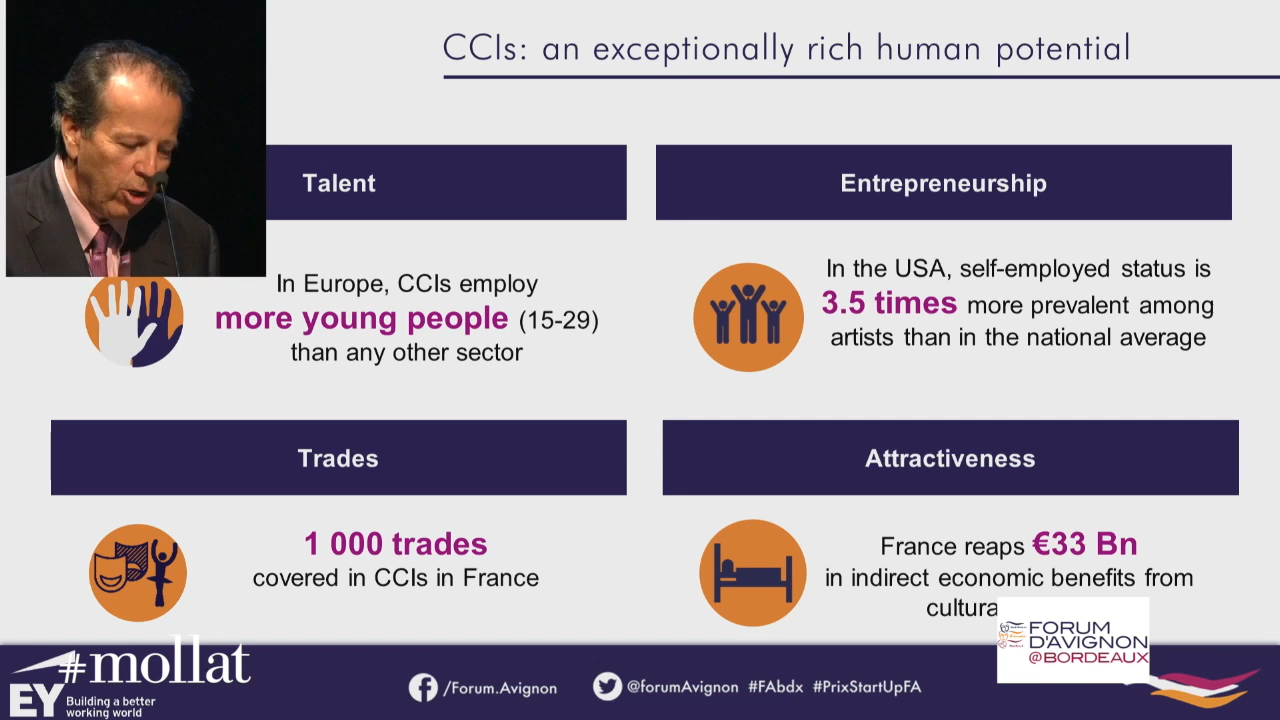 CCIs: an exceptionally rich human potential
Talent
Entrepreneurship
In Europe, CCIs employ
more young people (15-29)
than any other sector
In the USA, self-employed status is
3.5 times more prevalent among
artists than in the national average
Trades
Attractiveness
1 000 trades
covered in CCIs in France
France reaps €33 Bn
in indirect economic benefits from
FORUM
D'AVIGNON
@BORDEAUX
#mollat
EY
Building a better
working world
/Forum.Avignon
@forumAvignon #FAbdx #PrixStartUpFA